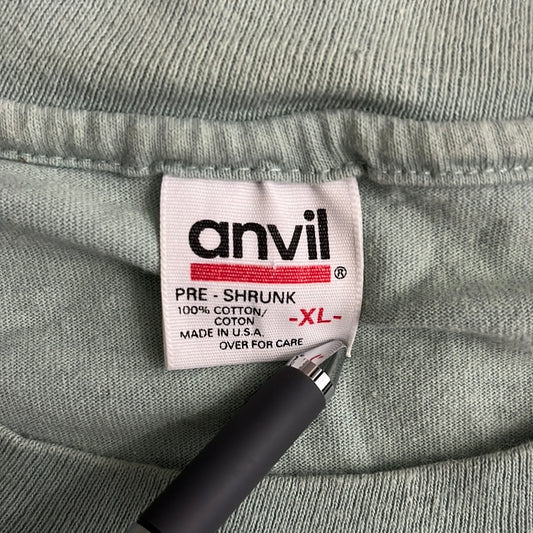 anvil
®
PRE - SHRUNK
100% COTTON/
COTON
-XL-
MADE IN U.S.A.
OVER FOR CARE